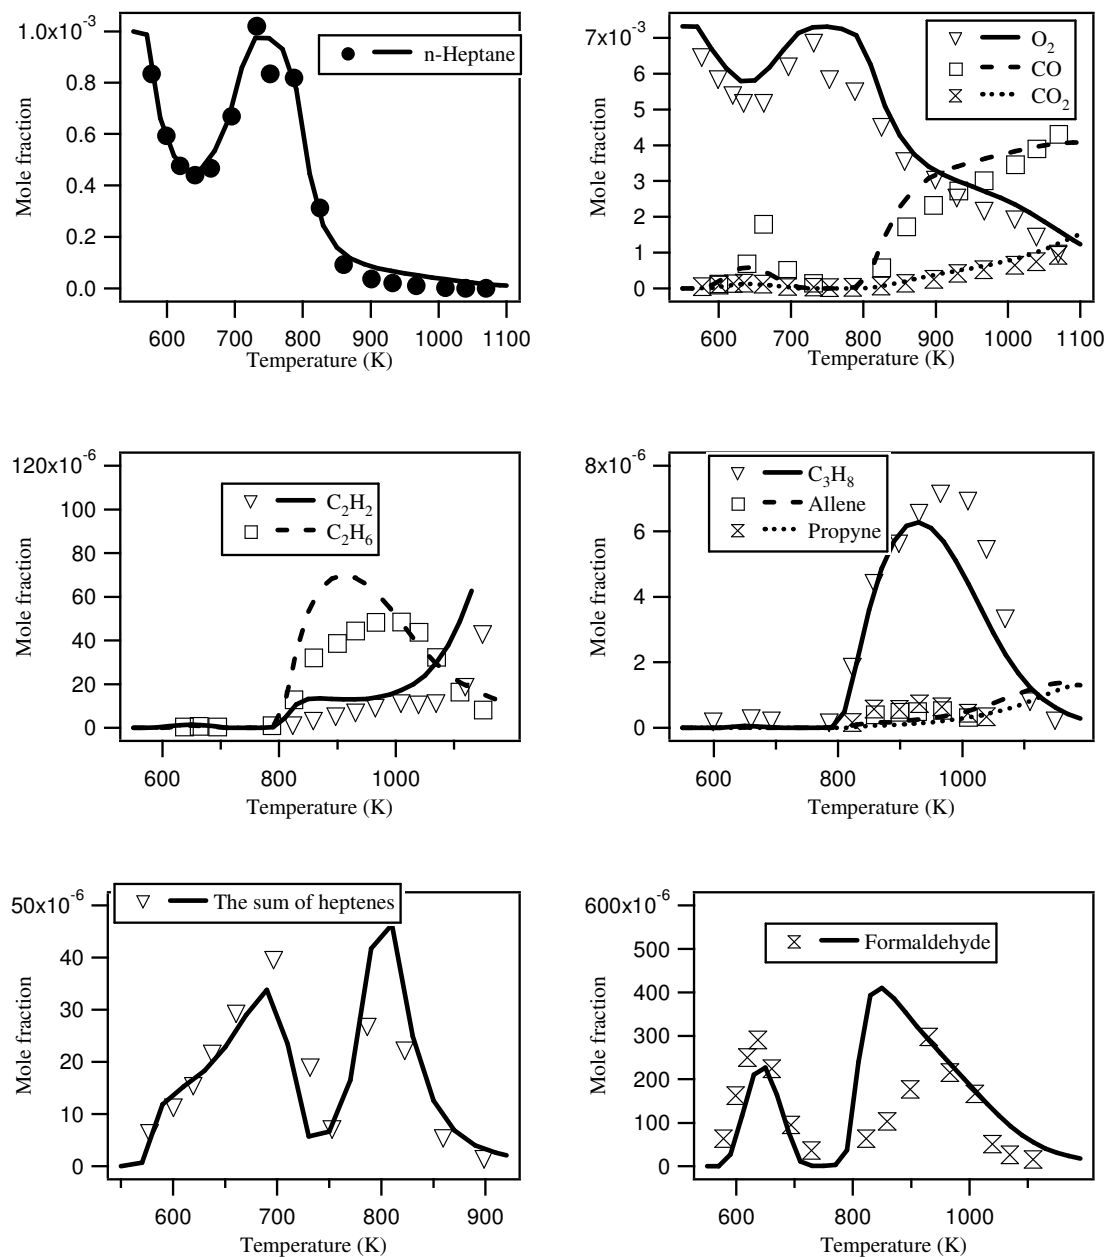 1.0x10-3
0.8
0.6
0.4
0.2
0.0
Mole fraction
n-Heptane
600 700 800 900 1000 1100
Temperature (K)
7x10-3
6
5
4
3
2
1
0
Mole fraction
O2
CO
CO2
600 700 800 900 1000 1100
Temperature (K)
120x10-6
100
80
60
40
20
0
Mole fraction
C2H2
C2H6
600 800 1000
Temperature (K)
8x10-6
6
4
2
0
Mole fraction
C3H8
Allene
Propyne
600 800 1000
Temperature (K)
50x10-6
40
30
20
10
0
Mole fraction
The sum of heptenes
600 700 800 900
Temperature (K)
600x10-6
500
400
300
200
100
0
Mole fraction
Formaldehyde
600 800 1000
Temperature (K)